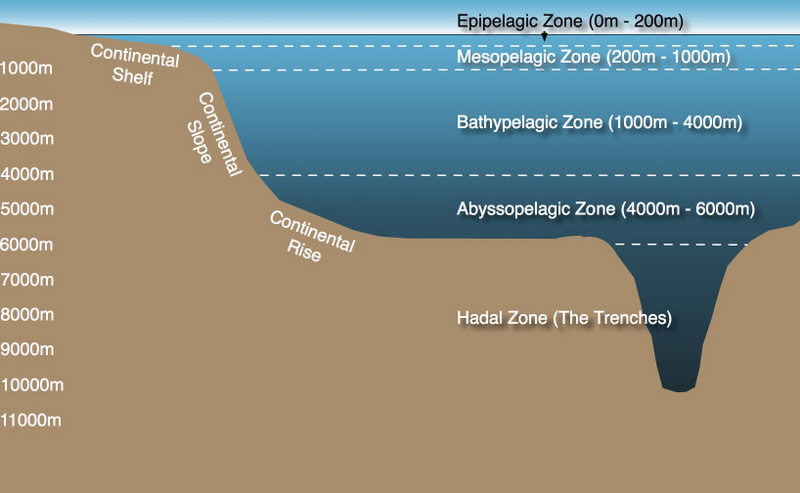 Epipelagic Zone (0m - 200m)
Continental
Shelf
Mesopelagic Zone (200m - 1000m)
1000m
2000m
Continental
Slope
Bathypelagic Zone (1000m - 4000m)
3000m
4000m
5000m
Abyssopelagic Zone (4000m - 6000m)
Continental
Rise
6000m
7000m
8000m
Hadal Zone (The Trenches)
9000m
10000m
11000m